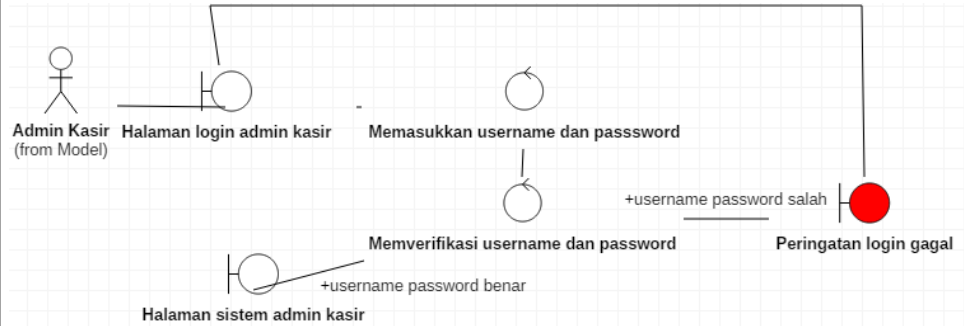 Admin Kasir
(from Model)
Halaman login admin kasir
Memasukkan username dan passsword
+username password salah
Memverifikasi username dan password
Peringatan login gagal
+username password benar
Halaman sistem admin kasir